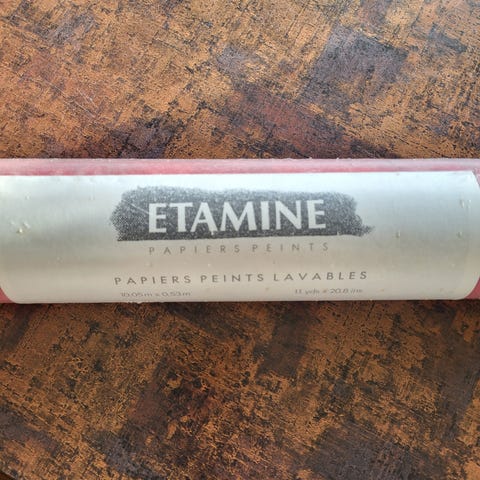 ETAMINE
PAPIERS PEINTS
PAPIERS PEINTS LAVABLES
10.05m x 0.53m 11 yds x 20.8 ins